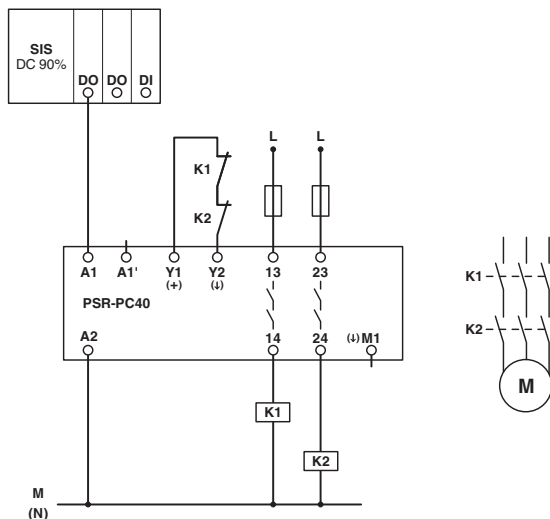 SIS
DC 90%
DO DO DI
L L
K1
K2
A1 A1' Y1 Y2 13 23
(+) (↓)
PSR-PC40
A2 14 24 (↓) M1
K1
K2
M
(N)
K1
K2
M